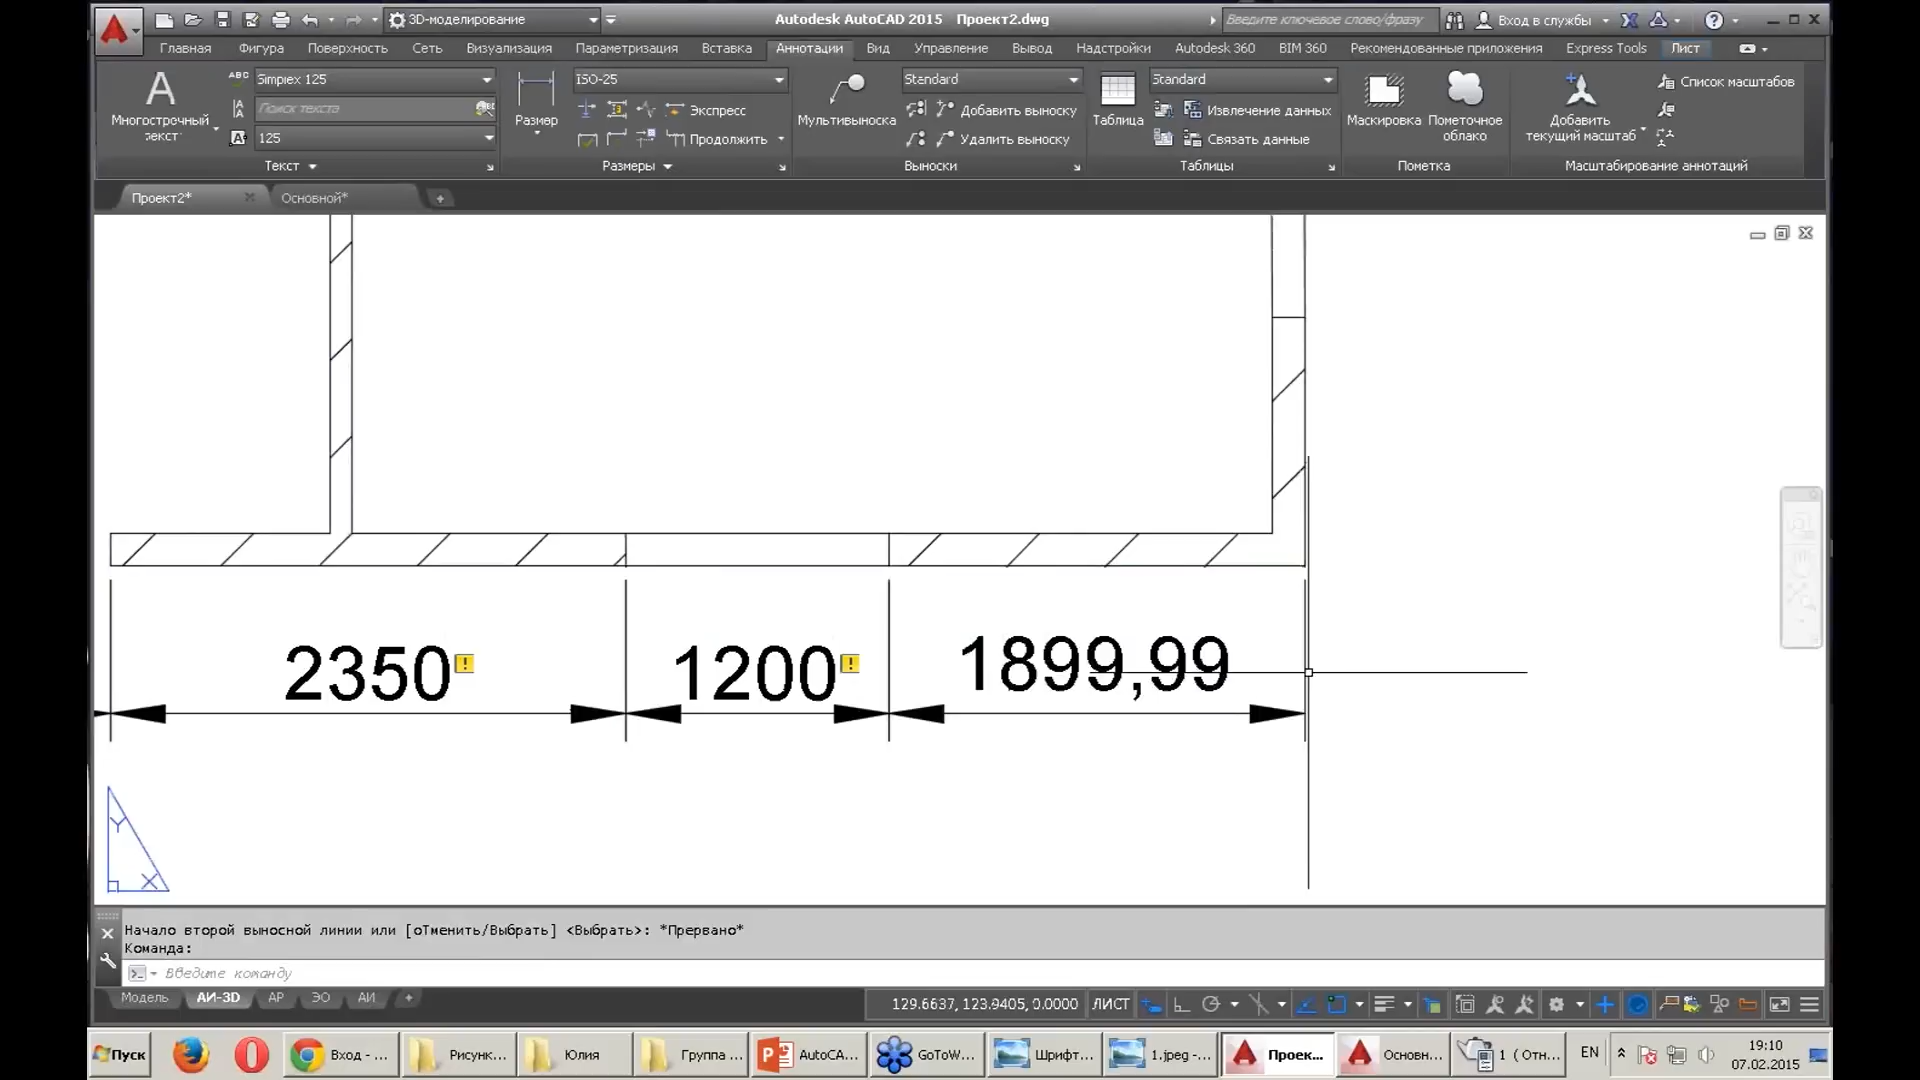 3D-моделирование
Autodesk AutoCAD 2015 Проект2.dwg
Введите ключевое слово/фразу
Вход в службы
Главная Фигура Поверхность Сеть Визуализация Параметризация Вставка Аннотации Вид Управление Вывод Надстройки Autodesk 360 BIM 360 Рекомендованные приложения Express Tools Лист
A
Многострочный
текст
ABC
Simplex 125
Поиск текста
125
Текст
Размер
ISO-25
Экспресс
Продолжить
Размеры
Мультивыноска
Standard
Добавить выноску
Удалить выноску
Выноски
Таблица
Standard
Извлечение данных
Связать данные
Таблицы
Маскировка
Пометочное
облако
Пометка
Добавить
текущий масштаб
Список масштабов
Масштабирование аннотаций
Проект2*
Основной*
2350
1200
1899,99
Y
X
Начало второй выносной линии или [оТменить/Выбрать] <Выбрать>: *Прервано*
Команда:
Введите команду
Модель АИ-3D АР ЭО АИ
129.6637, 123.9405, 0.0000 ЛИСТ
Пуск
Вход - ...
Рисунк...
Юлия
Группа ...
AutoCA...
GoToW...
Шрифт...
1.jpeg -...
Проек...
Основн...
1 ( Отн...
EN
19:10
07.02.2015